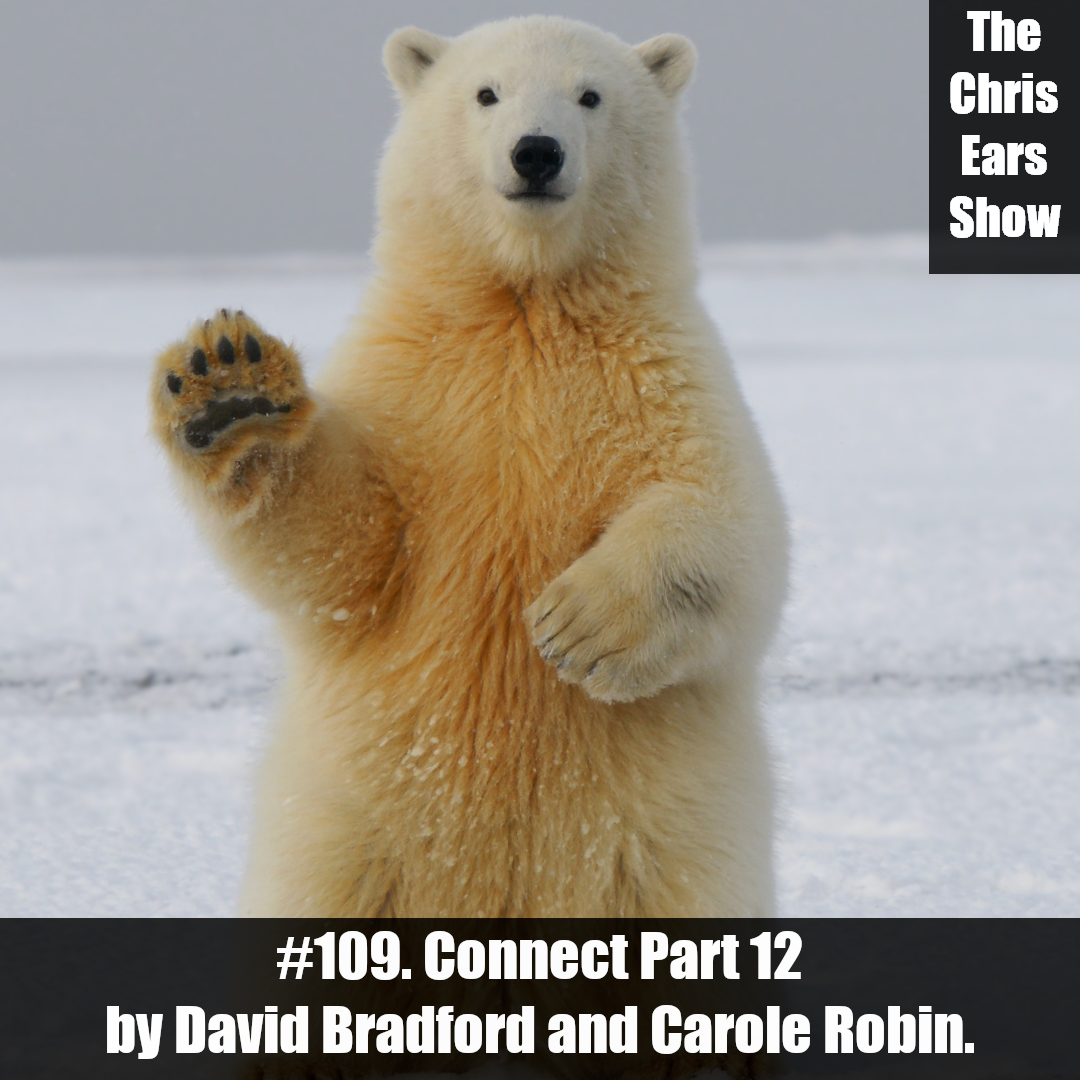 The
Chris
Ears
Show
#109. Connect Part 12
by David Bradford and Carole Robin.